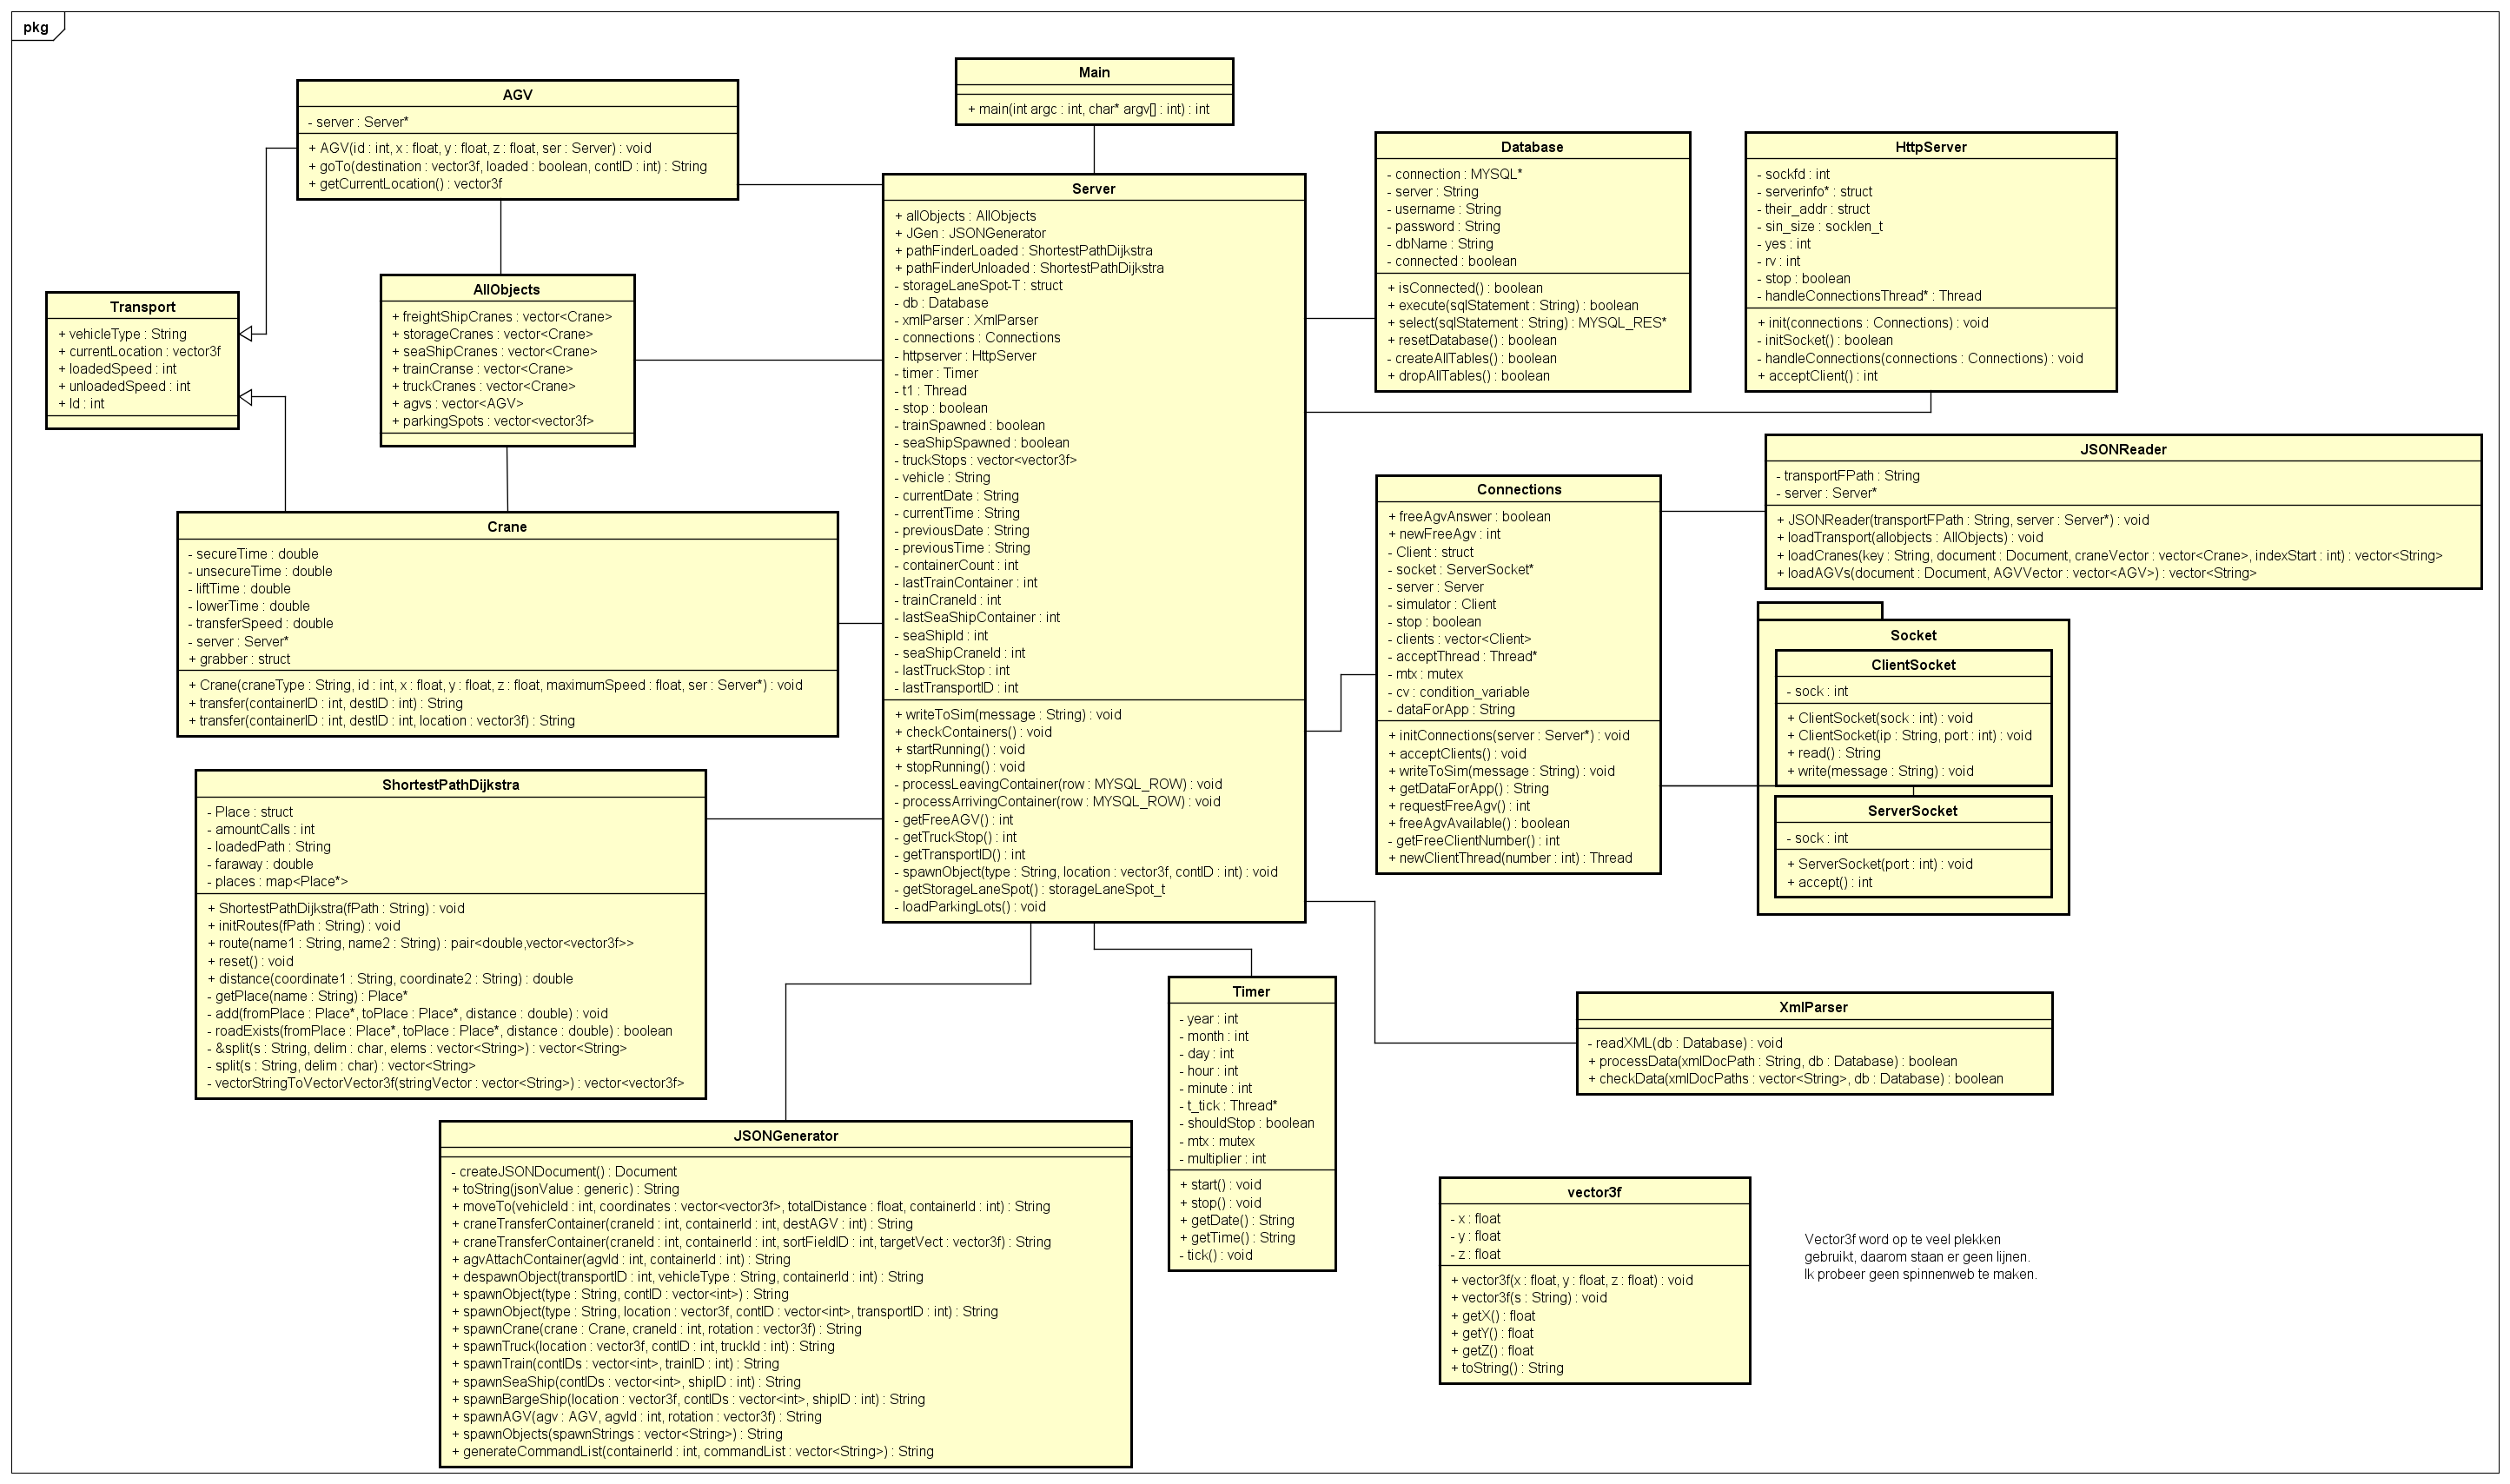 pkg
Main
+ main(int argc : int, char* argv[] : int) : int
AGV
- server : Server*
+ AGV(id : int, x : float, y : float, z : float, ser : Server) : void
+ goTo(destination : vector3f, loaded : boolean, contID : int) : String
+ getCurrentLocation() : vector3f
Transport
+ vehicleType : String
+ currentLocation : vector3f
+ loadedSpeed : int
+ unloadedSpeed : int
+ Id : int
AllObjects
+ freightShipCranes : vector<Crane>
+ storageCranes : vector<Crane>
+ seaShipCranes : vector<Crane>
+ trainCranse : vector<Crane>
+ truckCranes : vector<Crane>
+ agvs : vector<AGV>
+ parkingSpots : vector<vector3f>
Crane
- secureTime : double
- unsecureTime : double
- liftTime : double
- lowerTime : double
- transferSpeed : double
- server : Server*
+ grabber : struct
+ Crane(craneType : String, id : int, x : float, y : float, z : float, maximumSpeed : float, ser : Server*) : void
+ transfer(containerID : int, destID : int) : String
+ transfer(containerID : int, destID : int, location : vector3f) : String
ShortestPathDijkstra
- Place : struct
- amountCalls : int
- loadedPath : String
- faraway : double
- places : map<Place*>
+ ShortestPathDijkstra(fPath : String) : void
+ initRoutes(fPath : String) : void
+ route(name1 : String, name2 : String) : pair<double,vector<vector3f>>
+ reset() : void
+ distance(coordinate1 : String, coordinate2 : String) : double
- getPlace(name : String) : Place*
- add(fromPlace : Place*, toPlace : Place*, distance : double) : void
- roadExists(fromPlace : Place*, toPlace : Place*, distance : double) : boolean
- &split(s : String, delim : char, elems : vector<String>) : vector<String>
- split(s : String, delim : char) : vector<String>
- vectorStringToVectorVector3f(stringVector : vector<String>) : vector<vector3f>
Server
+ allObjects : AllObjects
+ JGen : JSONGenerator
+ pathFinderLoaded : ShortestPathDijkstra
+ pathFinderUnloaded : ShortestPathDijkstra
- storageLaneSpot-T : struct
- db : Database
- xmlParser : XmlParser
- connections : Connections
- httpserver : HttpServer
- timer : Timer
- t1 : Thread
- stop : boolean
- trainSpawned : boolean
- seaShipSpawned : boolean
- truckStops : vector<vector3f>
- vehicle : String
- currentDate : String
- currentTime : String
- previousDate : String
- previousTime : String
- containerCount : int
- lastTrainContainer : int
- trainCraneId : int
- lastSeaShipContainer : int
- seaShipId : int
- seaShipCraneId : int
- lastTruckStop : int
- lastTransportID : int
+ writeToSim(message : String) : void
+ checkContainers() : void
+ startRunning() : void
+ stopRunning() : void
- processLeavingContainer(row : MYSQL_ROW) : void
- processArrivingContainer(row : MYSQL_ROW) : void
- getFreeAGV() : int
- getTruckStop() : int
- getTransportID() : int
- spawnObject(type : String, location : vector3f, contID : int) : void
- getStorageLaneSpot() : storageLaneSpot_t
- loadParkingLots() : void
Database
- connection : MYSQL*
- server : String
- username : String
- password : String
- dbName : String
- connected : boolean
+ isConnected() : boolean
+ execute(sqlStatement : String) : boolean
+ select(sqlStatement : String) : MYSQL_RES*
+ resetDatabase() : boolean
- createAllTables() : boolean
+ dropAllTables() : boolean
HttpServer
- sockfd : int
- serverinfo* : struct
- their_addr : struct
- sin_size : socklen_t
- yes : int
- rv : int
- stop : boolean
- handleConnectionsThread* : Thread
+ init(connections : Connections) : void
- initSocket() : boolean
- handleConnections(connections : Connections) : void
+ acceptClient() : int
JSONReader
- transportFPath : String
- server : Server*
+ JSONReader(transportFPath : String, server : Server*) : void
+ loadTransport(allobjects : AllObjects) : void
+ loadCranes(key : String, document : Document, craneVector : vector<Crane>, indexStart : int) : vector<String>
+ loadAGVs(document : Document, AGVVector : vector<AGV>) : vector<String>
Connections
+ freeAgvAnswer : boolean
+ newFreeAgv : int
- Client : struct
- socket : ServerSocket*
- server : Server
- simulator : Client
- stop : boolean
- clients : vector<Client>
- acceptThread : Thread*
- mtx : mutex
- cv : condition_variable
- dataForApp : String
+ initConnections(server : Server*) : void
+ acceptClients() : void
+ writeToSim(message : String) : void
+ getDataForApp() : String
+ requestFreeAgv() : int
+ freeAgvAvailable() : boolean
- getFreeClientNumber() : int
+ newClientThread(number : int) : Thread
Socket
ClientSocket
- sock : int
+ ClientSocket(sock : int) : void
+ ClientSocket(ip : String, port : int) : void
+ read() : String
+ write(message : String) : void
ServerSocket
- sock : int
+ ServerSocket(port : int) : void
+ accept() : int
XmlParser
- readXML(db : Database) : void
+ processData(xmlDocPath : String, db : Database) : boolean
+ checkData(xmlDocPaths : vector<String>, db : Database) : boolean
Timer
- year : int
- month : int
- day : int
- hour : int
- minute : int
- t_tick : Thread*
- shouldStop : boolean
- mtx : mutex
- multiplier : int
+ start() : void
+ stop() : void
+ getDate() : String
+ getTime() : String
- tick() : void
JSONGenerator
- createJSONDocument() : Document
+ toString(jsonValue : generic) : String
+ moveTo(vehicleId : int, coordinates : vector<vector3f>, totalDistance : float, containerId : int) : String
+ craneTransferContainer(craneId : int, containerId : int, destAGV : int) : String
+ craneTransferContainer(craneId : int, containerId : int, sortFieldID : int, targetVect : vector3f) : String
+ agvAttachContainer(agvId : int, containerId : int) : String
+ despawnObject(transportID : int, vehicleType : String, containerId : int) : String
+ spawnObject(type : String, contID : vector<int>) : String
+ spawnObject(type : String, location : vector3f, contID : vector<int>, transportID : int) : String
+ spawnCrane(crane : Crane, craneId : int, rotation : vector3f) : String
+ spawnTruck(location : vector3f, contID : int, truckId : int) : String
+ spawnTrain(contIDs : vector<int>, trainID : int) : String
+ spawnSeaShip(contIDs : vector<int>, shipID : int) : String
+ spawnBargeShip(location : vector3f, contIDs : vector<int>, shipID : int) : String
+ spawnAGV(agv : AGV, agvId : int, rotation : vector3f) : String
+ spawnObjects(spawnStrings : vector<String>) : String
+ generateCommandList(containerId : int, commandList : vector<String>) : String
vector3f
- x : float
- y : float
- z : float
+ vector3f(x : float, y : float, z : float) : void
+ vector3f(s : String) : void
+ getX() : float
+ getY() : float
+ getZ() : float
+ toString() : String
Vector3f word op te veel plekken
gebruikt, daarom staan er geen lijnen.
Ik probeer geen spinnenweb te maken.